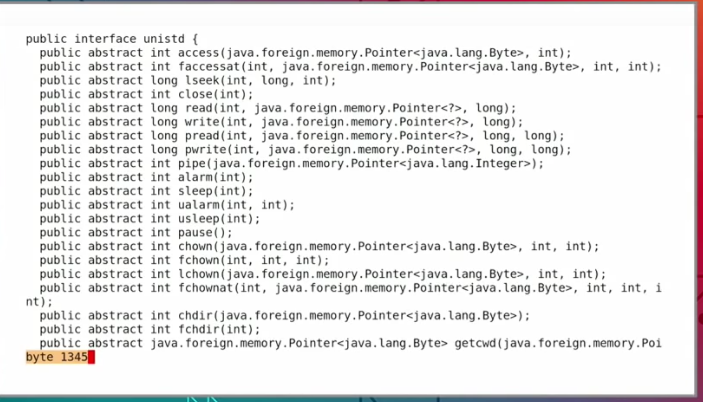 public interface unistd {
public abstract int access(java.foreign.memory.Pointer<java.lang.Byte>, int);
public abstract int faccessat(int, java.foreign.memory.Pointer<java.lang.Byte>, int, int);
public abstract long lseek(int, long, int);
public abstract int close(int);
public abstract long read(int, java.foreign.memory.Pointer<?>, long);
public abstract long write(int, java.foreign.memory.Pointer<?>, long);
public abstract long pread(int, java.foreign.memory.Pointer<?>, long, long);
public abstract long pwrite(int, java.foreign.memory.Pointer<?>, long, long);
public abstract int pipe(java.foreign.memory.Pointer<java.lang.Integer>);
public abstract int alarm(int);
public abstract int sleep(int);
public abstract int ualarm(int, int);
public abstract int usleep(int);
public abstract int pause();
public abstract int chown(java.foreign.memory.Pointer<java.lang.Byte>, int, int);
public abstract int fchown(int, int, int);
public abstract int lchown(java.foreign.memory.Pointer<java.lang.Byte>, int, int);
public abstract int fchownat(int, java.foreign.memory.Pointer<java.lang.Byte>, int, int, i
nt);
public abstract int chdir(java.foreign.memory.Pointer<java.lang.Byte>);
public abstract int fchdir(int);
public abstract java.foreign.memory.Pointer<java.lang.Byte> getcwd(java.foreign.memory.Poi
byte 1345